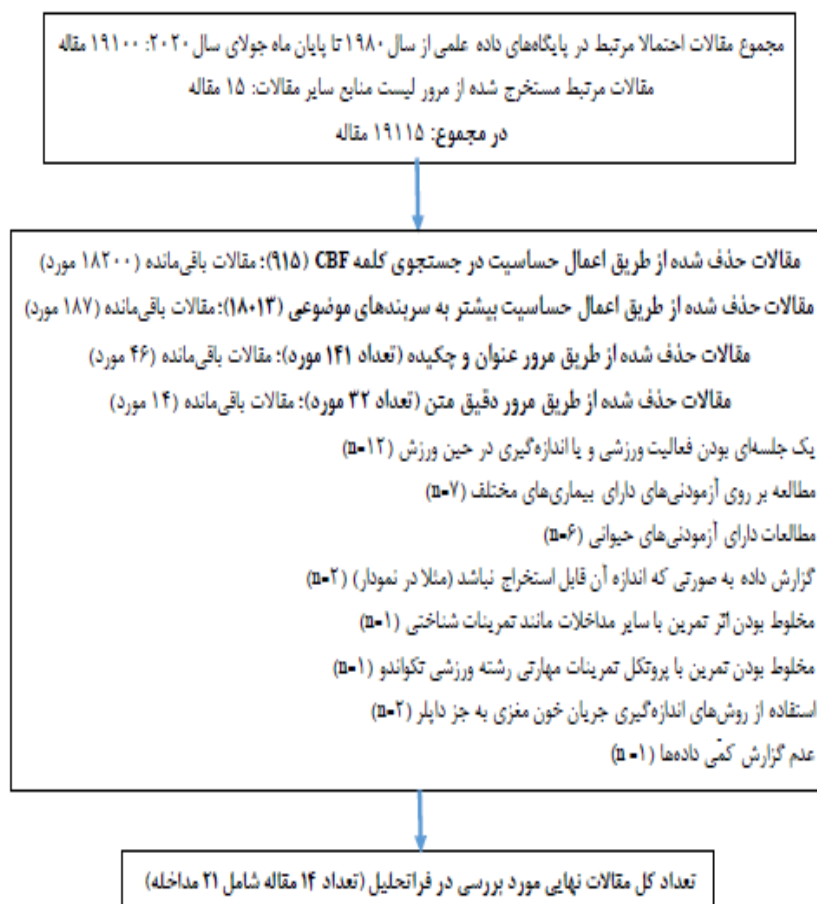 مجموع مقالات احتمالا مرتبط در پایگاه‌های داده علمی از سال ۱۹۸۰ تا پایان ماه جولای سال ۲۰۲۰: ۱۹۱۰۰ مقاله
مقالات مرتبط مستخرج شده از مرور لیست منابع سایر مقالات: ۱۵ مقاله
در مجموع: ۱۹۱۱۵ مقاله
مقالات حذف شده از طریق اعمال حساسیت در جستجوی کلمه CBF (۹۱۵)؛ مقالات باقی‌مانده (۱۸۲۰۰ مورد)
مقالات حذف شده از طریق اعمال حساسیت بیشتر به سربندهای موضوعی (۱۸۰۱۳)؛ مقالات باقی‌مانده (۱۸۷ مورد)
مقالات حذف شده از طریق مرور عنوان و چکیده (تعداد ۱۴۱ مورد)؛ مقالات باقی‌مانده (۴۶ مورد)
مقالات حذف شده از طریق مرور دقیق متن (تعداد ۳۲ مورد)؛ مقالات باقی‌مانده (۱۴ مورد)
یک جلسه‌ای بودن فعالیت ورزشی و یا اندازه‌گیری در حین ورزش (n=۱۲)
مطالعه بر روی آزمودنی‌های دارای بیماری‌های مختلف (n=۷)
مطالعات دارای آزمودنی‌های حیوانی (n=۶)
گزارش داده به صورتی که اندازه آن قابل استخراج نباشد (مثلا در نمودار) (n=۲)
مخلوط بودن اثر تمرین با سایر مداخلات مانند تمرینات شناختی (n=۱)
مخلوط بودن تمرین با پروتکل تمرینات مهارتی رشته ورزشی تکواندو (n=۱)
استفاده از روش‌های اندازه‌گیری جریان خون مغزی به جز داپلر (n=۲)
عدم گزارش کمّی داده‌ها (n=۱)
تعداد کل مقالات نهایی مورد بررسی در فراتحلیل (تعداد ۱۴ مقاله شامل ۲۱ مداخله)